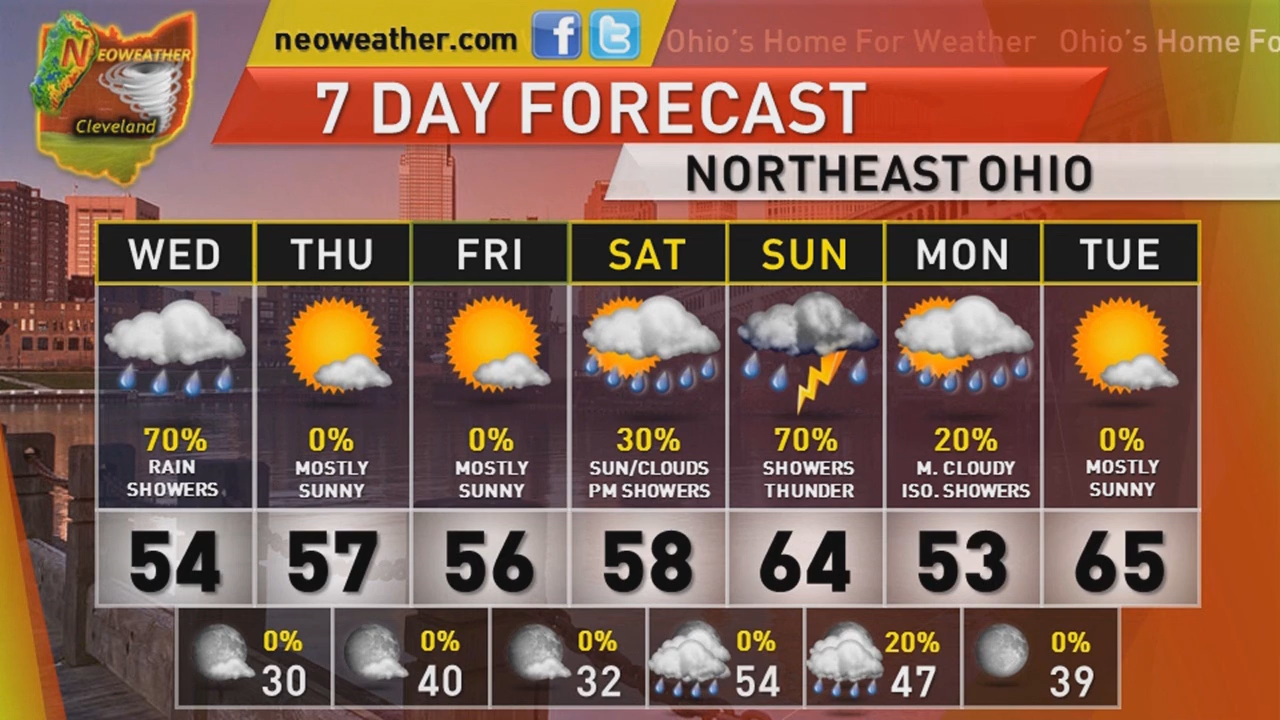 NEOWEATHER
Cleveland
neoweather.com f t
Ohio's Home For Weather Ohio's Home Fo
7 DAY FORECAST
NORTHEAST OHIO
WED THU FRI SAT SUN MON TUE
70% 0% 0% 30% 70% 20% 0%
RAIN MOSTLY MOSTLY SUN/CLOUDS SHOWERS M. CLOUDY MOSTLY
SHOWERS SUNNY SUNNY PM SHOWERS THUNDER ISO. SHOWERS SUNNY
54 57 56 58 64 53 65
0% 0% 0% 0% 20% 0%
30 40 32 54 47 39